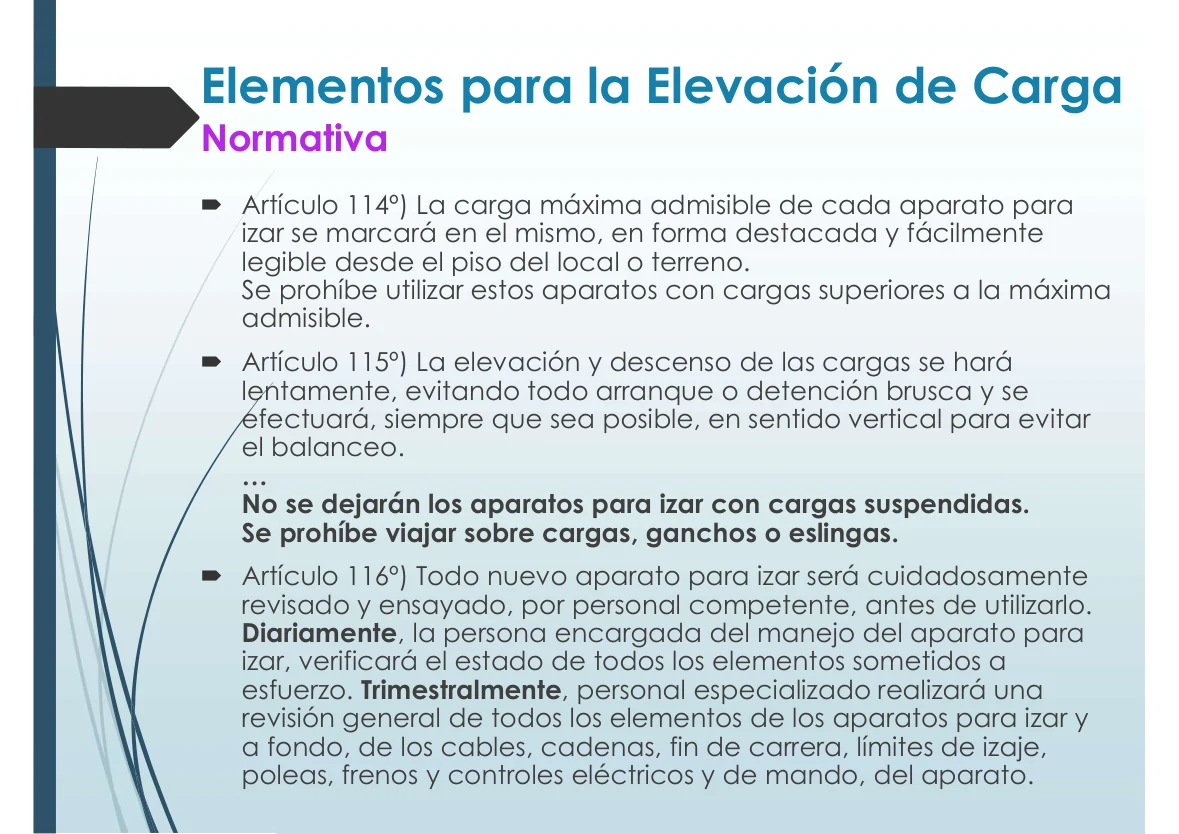 Elementos para la Elevación de Carga
Normativa
Artículo 114º) La carga máxima admisible de cada aparato para
izar se marcará en el mismo, en forma destacada y fácilmente
legible desde el piso del local o terreno.
Se prohíbe utilizar estos aparatos con cargas superiores a la máxima
admisible.
Artículo 115º) La elevación y descenso de las cargas se hará
lentamente, evitando todo arranque o detención brusca y se
efectuará, siempre que sea posible, en sentido vertical para evitar
el balanceo.
…
No se dejarán los aparatos para izar con cargas suspendidas.
Se prohíbe viajar sobre cargas, ganchos o eslingas.
Artículo 116º) Todo nuevo aparato para izar será cuidadosamente
revisado y ensayado, por personal competente, antes de utilizarlo.
Diariamente, la persona encargada del manejo del aparato para
izar, verificará el estado de todos los elementos sometidos a
esfuerzo. Trimestralmente, personal especializado realizará una
revisión general de todos los elementos de los aparatos para izar y
a fondo, de los cables, cadenas, fin de carrera, límites de izaje,
poleas, frenos y controles eléctricos y de mando, del aparato.